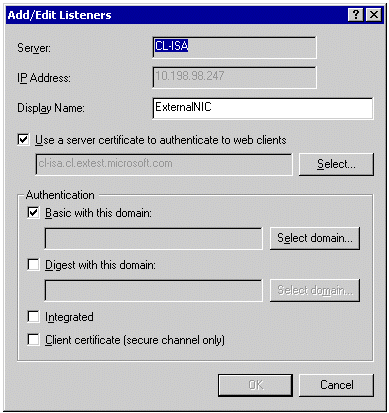 Add/Edit Listeners
Server: CL-ISA
IP Address: 10.198.98.247
Display Name: ExternalNIC
Use a server certificate to authenticate to web clients
cl-isa.cl.extest.microsoft.com Select...
Authentication
Basic with this domain:
Select domain...
Digest with this domain:
Select domain...
Integrated
Client certificate (secure channel only)
OK Cancel